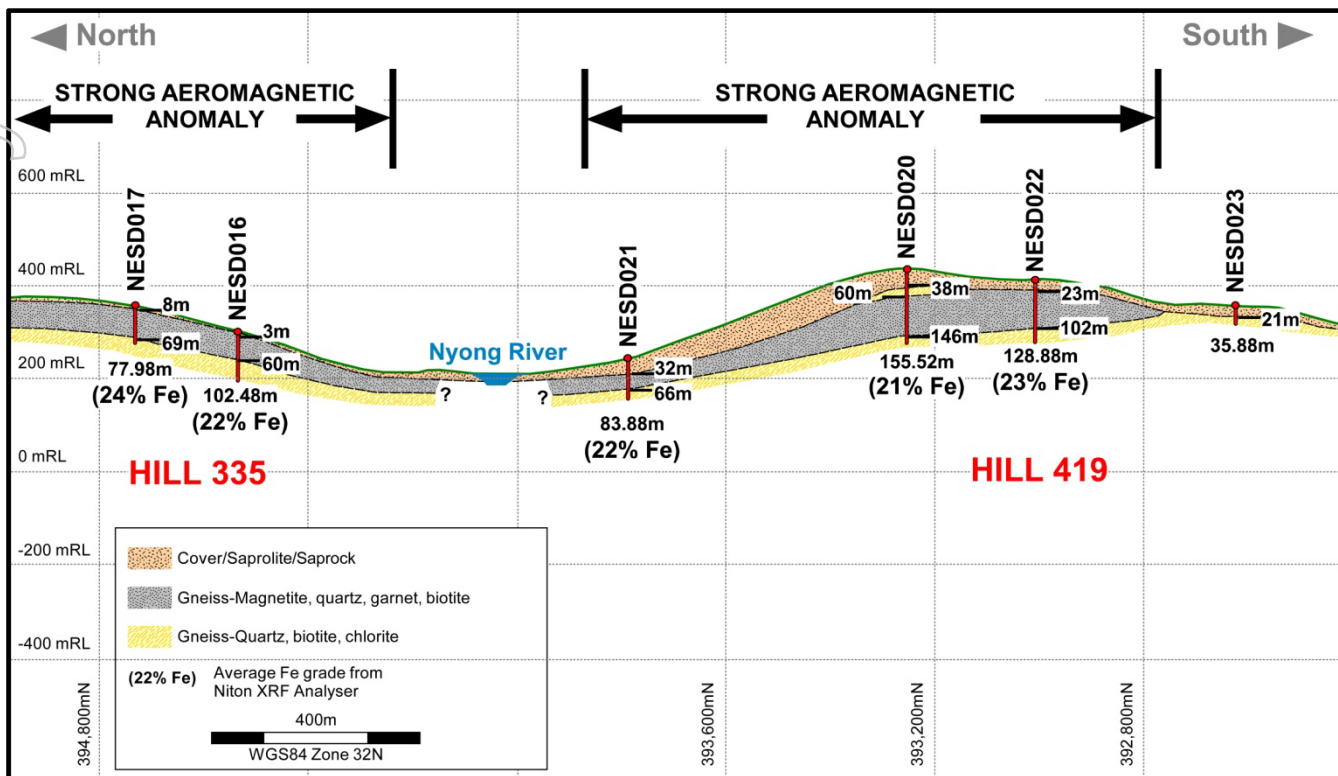 North
South
STRONG AEROMAGNETIC
ANOMALY
STRONG AEROMAGNETIC
ANOMALY
600 mRL
400 mRL
200 mRL
0 mRL
-200 mRL
-400 mRL
NESD017
NESD016
NESD021
NESD020
NESD022
NESD023
8m
69m
77.98m
(24% Fe)
3m
60m
102.48m
(22% Fe)
Nyong River
?
?
32m
66m
83.88m
(22% Fe)
60m
38m
146m
155.52m
(21% Fe)
23m
102m
128.88m
(23% Fe)
21m
35.88m
HILL 335
HILL 419
Cover/Saprolite/Saprock
Gneiss-Magnetite, quartz, garnet, biotite
Gneiss-Quartz, biotite, chlorite
(22% Fe) Average Fe grade from
Niton XRF Analyser
400m
WGS84 Zone 32N
394,800mN
393,600mN
393,200mN
392,800mN